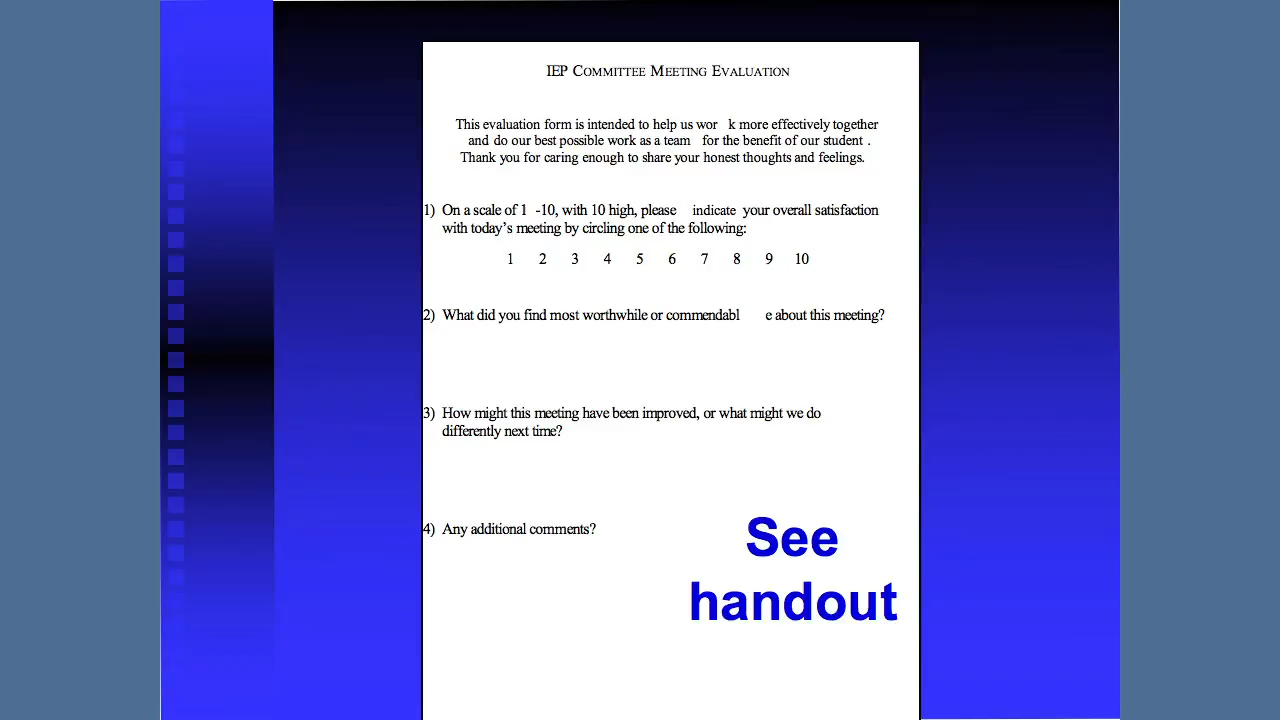 IEP COMMITTEE MEETING EVALUATION
This evaluation form is intended to help us wor k more effectively together
and do our best possible work as a team for the benefit of our student .
Thank you for caring enough to share your honest thoughts and feelings.
1) On a scale of 1 -10, with 10 high, please indicate your overall satisfaction
with today’s meeting by circling one of the following:
1 2 3 4 5 6 7 8 9 10
2) What did you find most worthwhile or commendabl e about this meeting?
3) How might this meeting have been improved, or what might we do
differently next time?
4) Any additional comments?
See
handout